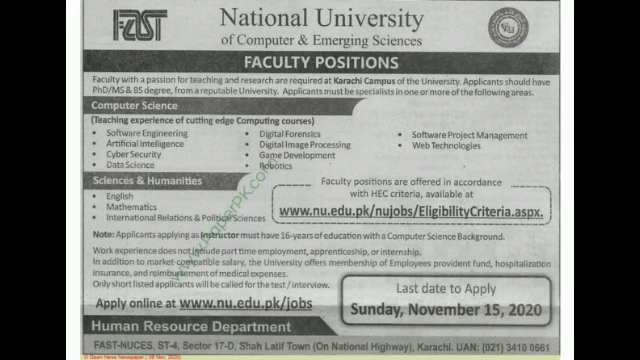 FAST
National University
of Computer & Emerging Sciences
FACULTY POSITIONS
Faculty with a passion for teaching and research are required at Karachi Campus of the University. Applicants should have
PhD/MS & BS degree, from a reputable University. Applicants must be specialists in one or more of the following areas.
Computer Science
(Teaching experience of cutting edge Computing courses)
• Software Engineering
• Artificial Intelligence
• Cyber Security
• Data Science
• Digital Forensics
• Digital Image Processing
• Game Development
• Robotics
• Software Project Management
• Web Technologies
Sciences & Humanities
• English
• Mathematics
• International Relations & Political Sciences
Faculty positions are offered in accordance
with HEC criteria, available at
www.nu.edu.pk/nujobs/EligibilityCriteria.aspx.
Note: Applicants applying as Instructor must have 16-years of education with a Computer Science Background.
Work experience does not include part time employment, apprenticeship, or internship.
In addition to market-compatible salary, the University offers membership of Employees provident fund, hospitalization
insurance, and reimbursement of medical expenses.
Only short listed applicants will be called for the test / interview.
Apply online at www.nu.edu.pk/jobs
Last date to Apply
Sunday, November 15, 2020
Human Resource Department
FAST-NUCES, ST-4, Sector 17-D, Shah Latif Town (On National Highway), Karachi. UAN: (021) 3410 0661
www.PaperPK.com
© Dawn News Newspaper ( 08 Nov, 2020)